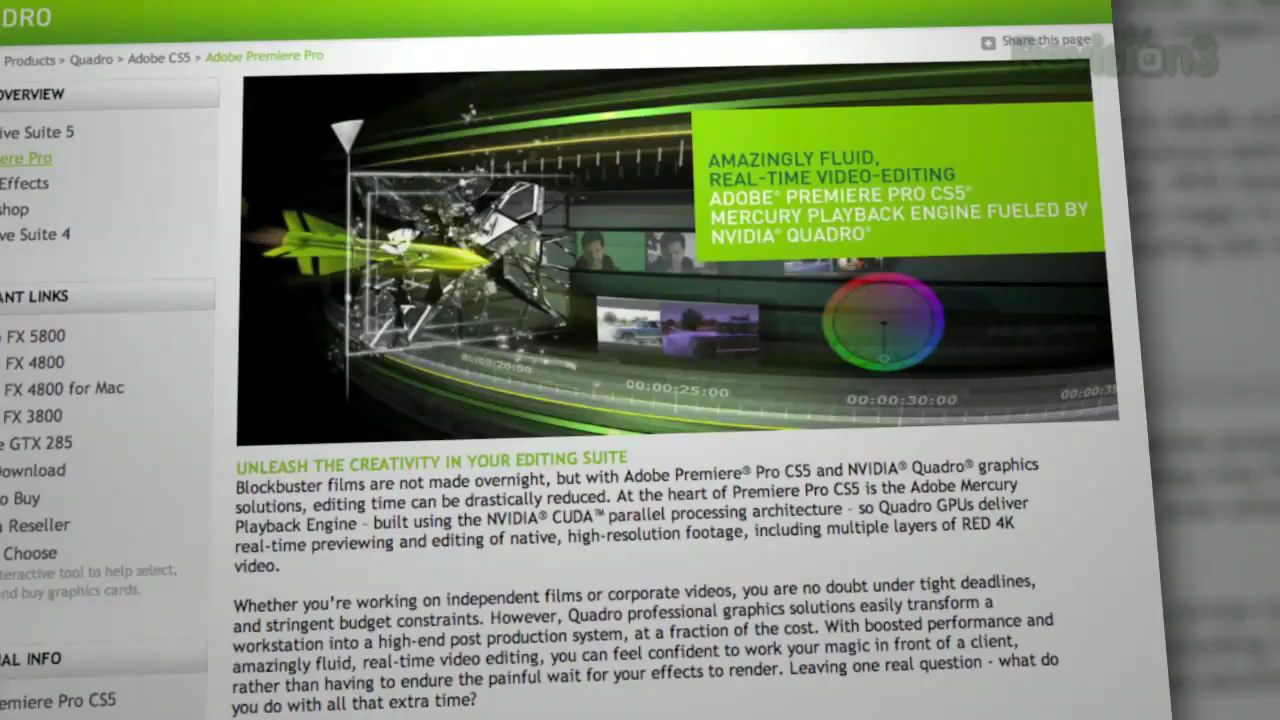 DRO
Products > Quadro > Adobe CS5 > Adobe Premiere Pro
Share this page
OVERVIEW
ive Suite 5
ere Pro
Effects
shop
ve Suite 4
ANT LINKS
FX 5800
FX 4800
FX 4800 for Mac
FX 3800
e GTX 285
ownload
o Buy
Reseller
Choose
teractive tool to help select,
nd buy graphics cards.
IAL INFO
emiere Pro CS5
AMAZINGLY FLUID,
REAL-TIME VIDEO-EDITING
ADOBE® PREMIERE PRO CS5®
MERCURY PLAYBACK ENGINE FUELED BY
NVIDIA® QUADRO®
00:00:20:00
00:00:25:00
00:00:30:00
00:00:35
UNLEASH THE CREATIVITY IN YOUR EDITING SUITE
Blockbuster films are not made overnight, but with Adobe Premiere® Pro CS5 and NVIDIA® Quadro® graphics
solutions, editing time can be drastically reduced. At the heart of Premiere Pro CS5 is the Adobe Mercury
Playback Engine - built using the NVIDIA® CUDA™ parallel processing architecture - so Quadro GPUs deliver
real-time previewing and editing of native, high-resolution footage, including multiple layers of RED 4K
video.
Whether you're working on independent films or corporate videos, you are no doubt under tight deadlines,
and stringent budget constraints. However, Quadro professional graphics solutions easily transform a
workstation into a high-end post production system, at a fraction of the cost. With boosted performance and
amazingly fluid, real-time video editing, you can feel confident to work your magic in front of a client,
rather than having to endure the painful wait for your effects to render. Leaving one real question - what do
you do with all that extra time?